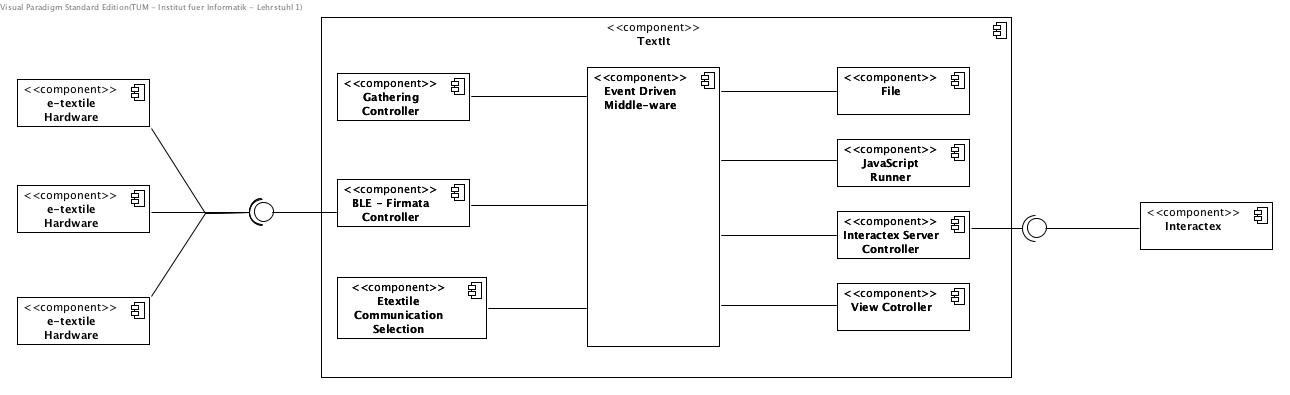 Visual Paradigm Standard Edition(TUM - Institut fuer Informatik - Lehrstuhl 1)
<<component>>
TextIt
<<component>>
e-textile
Hardware
<<component>>
e-textile
Hardware
<<component>>
e-textile
Hardware
<<component>>
Gathering
Controller
<<component>>
BLE - Firmata
Controller
<<component>>
Etextile
Communication
Selection
<<component>>
Event Driven
Middle-ware
<<component>>
File
<<component>>
JavaScript
Runner
<<component>>
Interactex Server
Controller
<<component>>
View Cotroller
<<component>>
Interactex